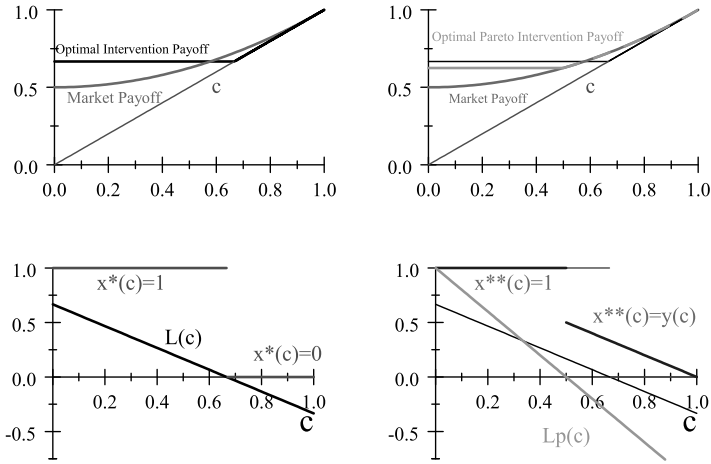 1.0
Optimal Intervention Payoff
0.5
Market Payoff
c
0.0
0.0 0.2 0.4 0.6 0.8 1.0
1.0
Optimal Pareto Intervention Payoff
0.5
Market Payoff
c
0.0
0.0 0.2 0.4 0.6 0.8 1.0
1.0
x*(c)=1
0.5
L(c)
x*(c)=0
0.0
0.2 0.4 0.6 0.8 1.0
c
-0.5
1.0
x**(c)=1
0.5
x**(c)=y(c)
0.0
0.2 0.4 0.6 0.8 1.0
c
-0.5
Lp(c)